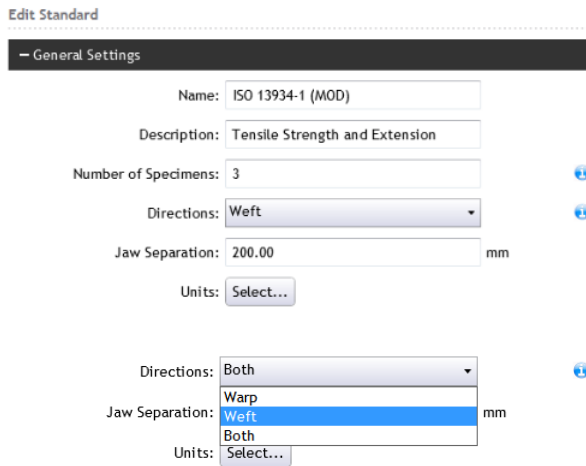 Edit Standard
– General Settings
Name: ISO 13934-1 (MOD)
Description: Tensile Strength and Extension
Number of Specimens: 3
Directions: Weft
Jaw Separation: 200.00 mm
Units: Select...
Directions: Both
Warp
Jaw Separation: Weft mm
Both
Units: Select...